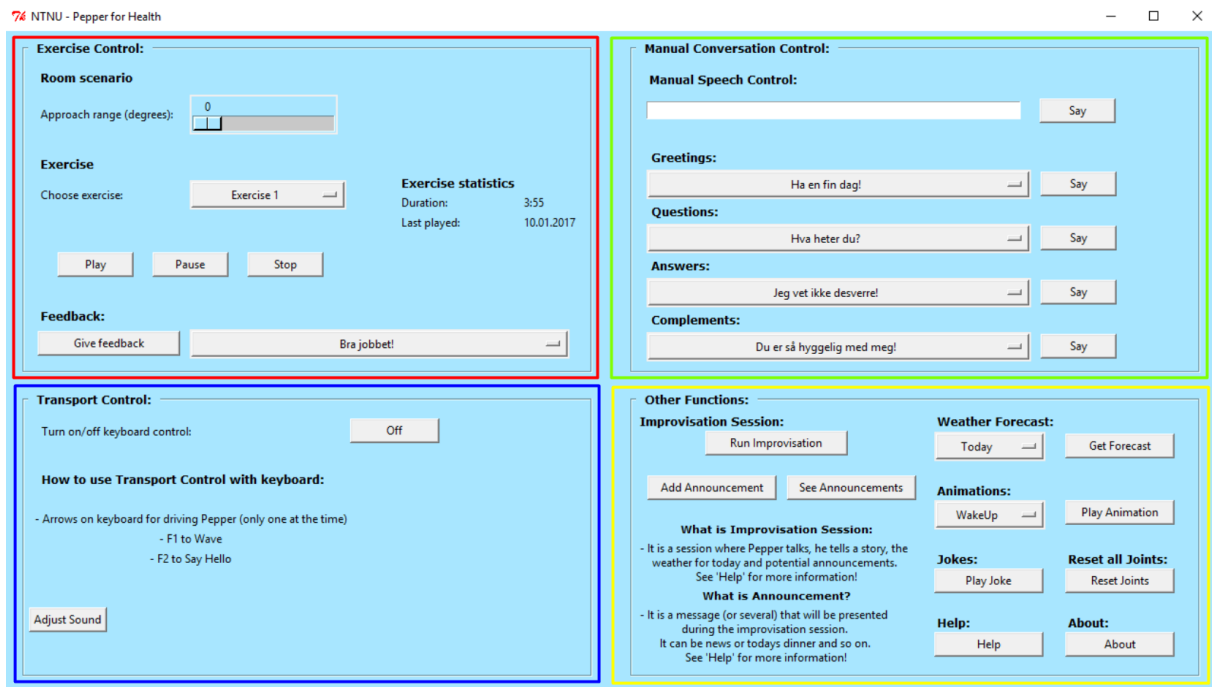 NTNU - Pepper for Health
Exercise Control:
Room scenario
Approach range (degrees):
0
Exercise
Choose exercise:
Exercise 1
Exercise statistics
Duration: 3:55
Last played: 10.01.2017
Play Pause Stop
Feedback:
Give feedback Bra jobbet!
Manual Conversation Control:
Manual Speech Control:
Say
Greetings:
Ha en fin dag! Say
Questions:
Hva heter du? Say
Answers:
Jeg vet ikke desverre! Say
Complements:
Du er så hyggelig med meg! Say
Transport Control:
Turn on/off keyboard control: Off
How to use Transport Control with keyboard:
- Arrows on keyboard for driving Pepper (only one at the time)
- F1 to Wave
- F2 to Say Hello
Adjust Sound
Other Functions:
Improvisation Session:
Run Improvisation
Add Announcement See Announcements
What is Improvisation Session:
- It is a session where Pepper talks, he tells a story, the
weather for today and potential announcements.
See 'Help' for more information!
What is Announcement?
- It is a message (or several) that will be presented
during the improvisation session.
It can be news or todays dinner and so on.
See 'Help' for more information!
Weather Forecast:
Today Get Forecast
Animations:
WakeUp Play Animation
Jokes: Reset all Joints:
Play Joke Reset Joints
Help: About:
Help About